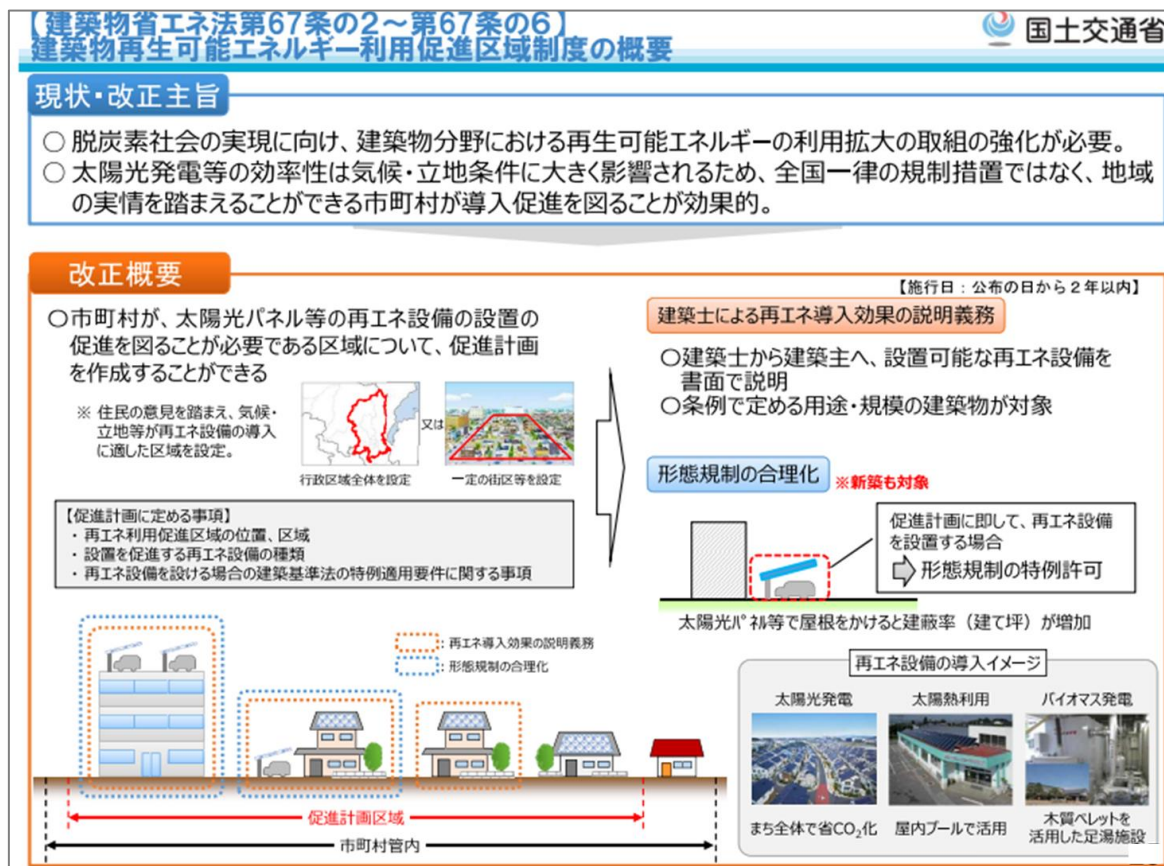 【建築物省エネ法第67条の2～第67条の6】
建築物再生可能エネルギー利用促進区域制度の概要
国土交通省
現状・改正主旨
○ 脱炭素社会の実現に向け、建築物分野における再生可能エネルギーの利用拡大の取組の強化が必要。
○ 太陽光発電等の効率性は気候・立地条件に大きく影響されるため、全国一律の規制措置ではなく、地域
の実情を踏まえることができる市町村が導入促進を図ることが効果的。
改正概要
【施行日：公布の日から２年以内】
○市町村が、太陽光パネル等の再エネ設備の設置の
促進を図ることが必要である区域について、促進計画
を作成することができる
※ 住民の意見を踏まえ、気候・
立地等が再エネ設備の導入
に適した区域を設定。
又は
行政区域全体を設定
一定の街区等を設定
【促進計画に定める事項】
・ 再エネ利用促進区域の位置、区域
・ 設置を促進する再エネ設備の種類
・ 再エネ設備を設ける場合の建築基準法の特例適用要件に関する事項
建築士による再エネ導入効果の説明義務
○建築士から建築主へ、設置可能な再エネ設備を
書面で説明
○条例で定める用途・規模の建築物が対象
形態規制の合理化
※新築も対象
促進計画に即して、再エネ設備
を設置する場合
形態規制の特例許可
太陽光パネル等で屋根をかけると建蔽率（建て坪）が増加
：再エネ導入効果の説明義務
：形態規制の合理化
促進計画区域
市町村管内
再エネ設備の導入イメージ
太陽光発電
太陽熱利用
バイオマス発電
まち全体で省CO₂化
屋内プールで活用
木質ペレットを
活用した足湯施設